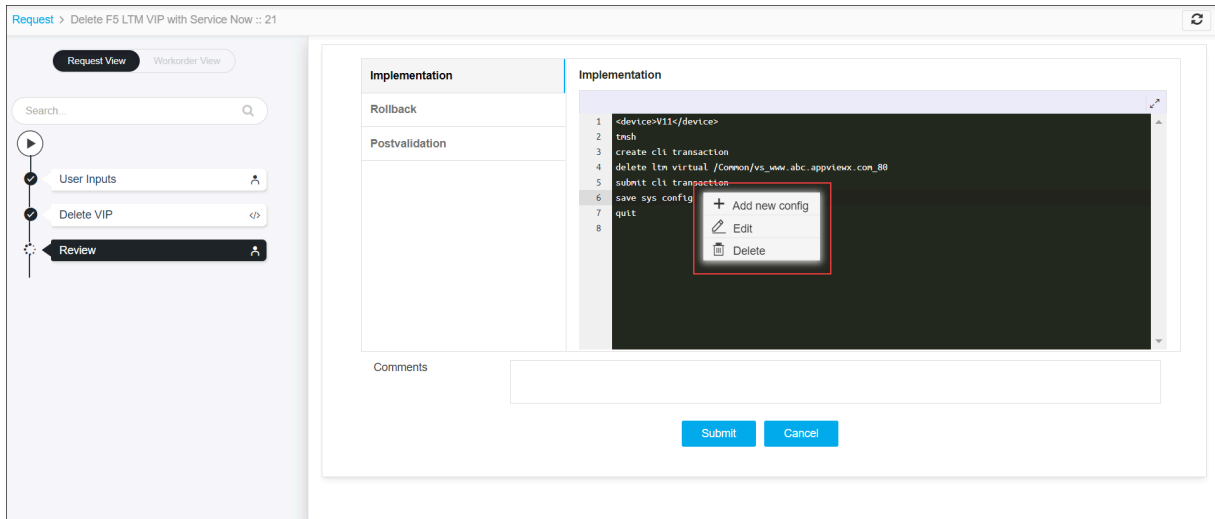 Request > Delete F5 LTM VIP with Service Now :: 21
Request View
Workorder View
Search...
User Inputs
Delete VIP
</>
Review
Implementation
Rollback
Postvalidation
Implementation
1 <device>V11</device>
2 tmsh
3 create cli transaction
4 delete ltm virtual /Common/vs_www.abc.appviewx.com_80
5 submit cli transaction
6 save sys config
7 quit
8
+ Add new config
Edit
Delete
Comments
Submit
Cancel